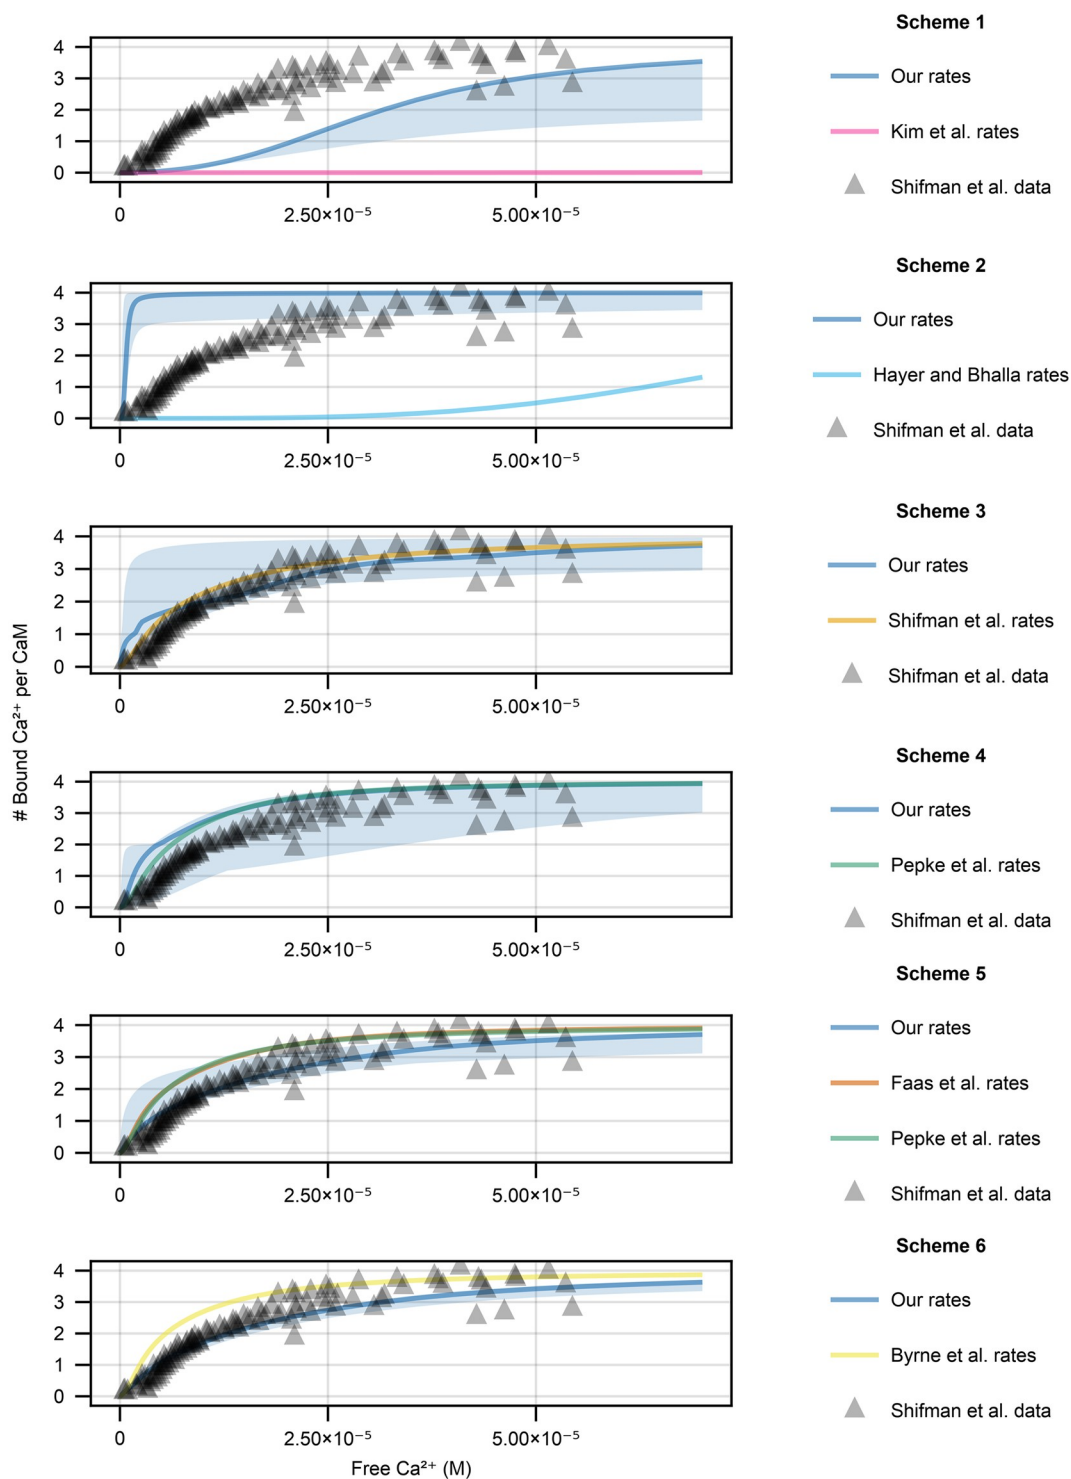 Scheme 1
4
3
2
1
0
0
2.50×10⁻⁵
5.00×10⁻⁵
Our rates
Kim et al. rates
Shifman et al. data
Scheme 2
4
3
2
1
0
0
2.50×10⁻⁵
5.00×10⁻⁵
Our rates
Hayer and Bhalla rates
Shifman et al. data
Scheme 3
4
3
2
1
0
0
2.50×10⁻⁵
5.00×10⁻⁵
Our rates
Shifman et al. rates
Shifman et al. data
# Bound Ca²⁺ per CaM
Scheme 4
4
3
2
1
0
0
2.50×10⁻⁵
5.00×10⁻⁵
Our rates
Pepke et al. rates
Shifman et al. data
Scheme 5
4
3
2
1
0
0
2.50×10⁻⁵
5.00×10⁻⁵
Our rates
Faas et al. rates
Pepke et al. rates
Shifman et al. data
Scheme 6
4
3
2
1
0
0
2.50×10⁻⁵
5.00×10⁻⁵
Our rates
Byrne et al. rates
Shifman et al. data
Free Ca²⁺ (M)